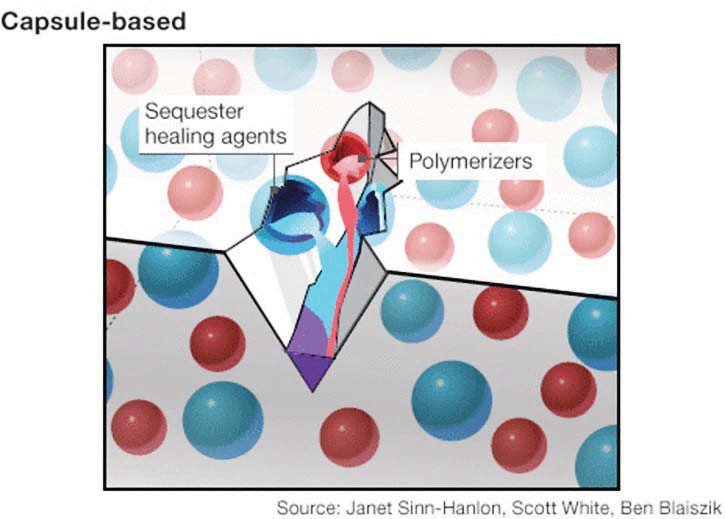 Capsule-based
Sequester
healing agents
Polymerizers
Source: Janet Sinn-Hanlon, Scott White, Ben Blaiszik